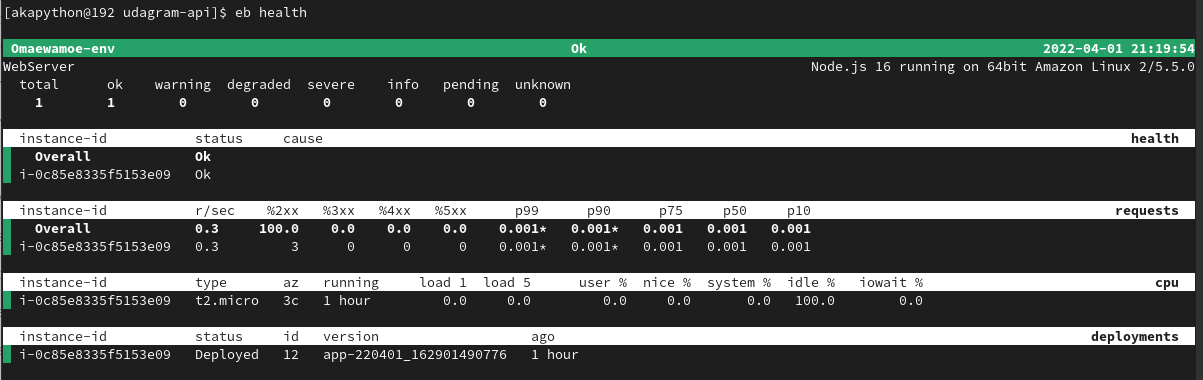 [akapython@192 udagram-api]$ eb health
Omaewamoe-env Ok 2022-04-01 21:19:54
WebServer Node.js 16 running on 64bit Amazon Linux 2/5.5.0
total ok warning degraded severe info pending unknown
1 1 0 0 0 0 0 0
instance-id status cause health
Overall Ok
i-0c85e8335f5153e09 Ok
instance-id r/sec %2xx %3xx %4xx %5xx p99 p90 p75 p50 p10 requests
Overall 0.3 100.0 0.0 0.0 0.0 0.001* 0.001* 0.001 0.001 0.001
i-0c85e8335f5153e09 0.3 3 0 0 0 0.001* 0.001* 0.001 0.001 0.001
instance-id type az running load 1 load 5 user % nice % system % idle % iowait % cpu
i-0c85e8335f5153e09 t2.micro 3c 1 hour 0.0 0.0 0.0 0.0 0.0 100.0 0.0
instance-id status id version ago deployments
i-0c85e8335f5153e09 Deployed 12 app-220401_162901490776 1 hour